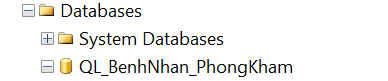 Databases
System Databases
QL_BenhNhan_PhongKham